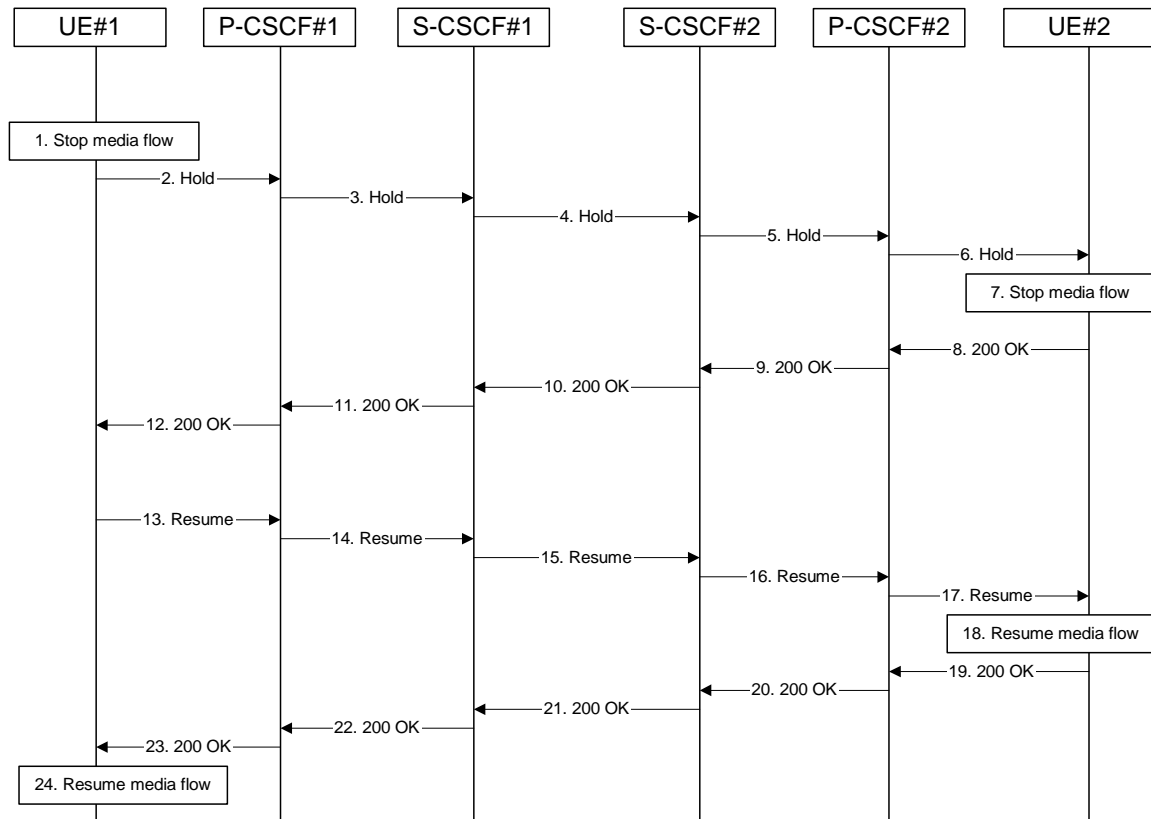 UE#1
P-CSCF#1
S-CSCF#1
S-CSCF#2
P-CSCF#2
UE#2
1. Stop media flow
2. Hold
3. Hold
4. Hold
5. Hold
6. Hold
7. Stop media flow
8. 200 OK
9. 200 OK
10. 200 OK
11. 200 OK
12. 200 OK
13. Resume
14. Resume
15. Resume
16. Resume
17. Resume
18. Resume media flow
19. 200 OK
20. 200 OK
21. 200 OK
22. 200 OK
23. 200 OK
24. Resume media flow